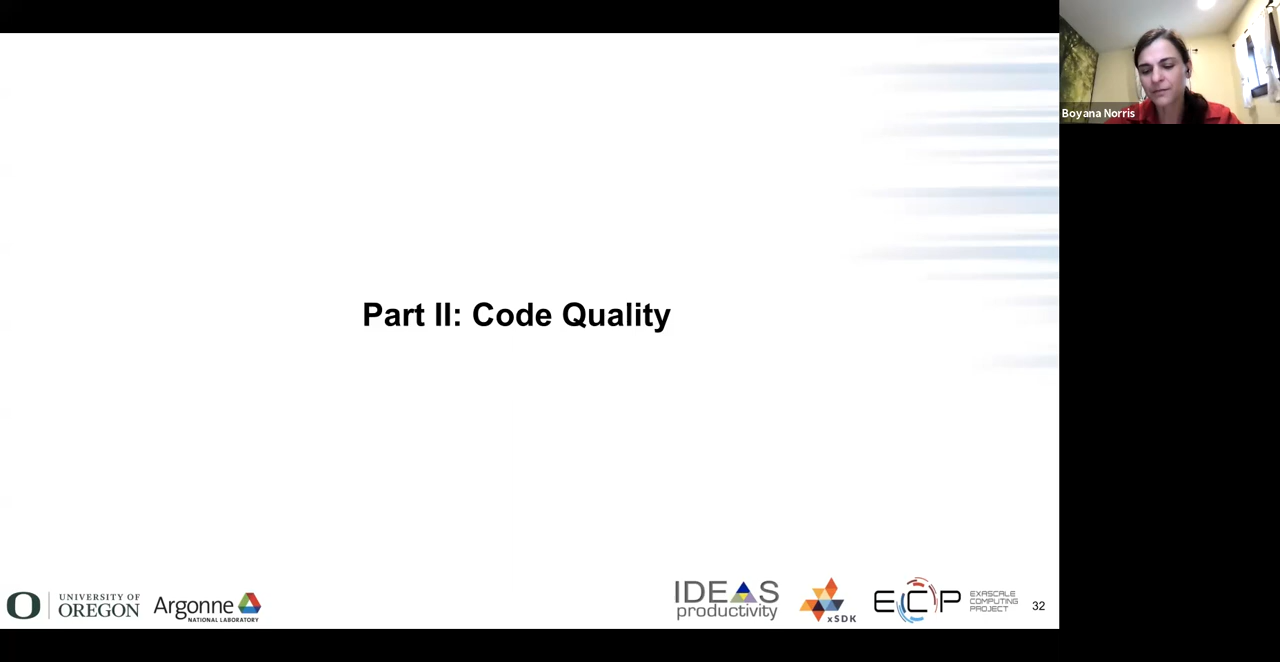 Boyana Norris
Part II: Code Quality
O
UNIVERSITY OF
OREGON
Argonne
NATIONAL LABORATORY
IDEAS
productivity
xSDK
ECP
EXASCALE
COMPUTING
PROJECT
32